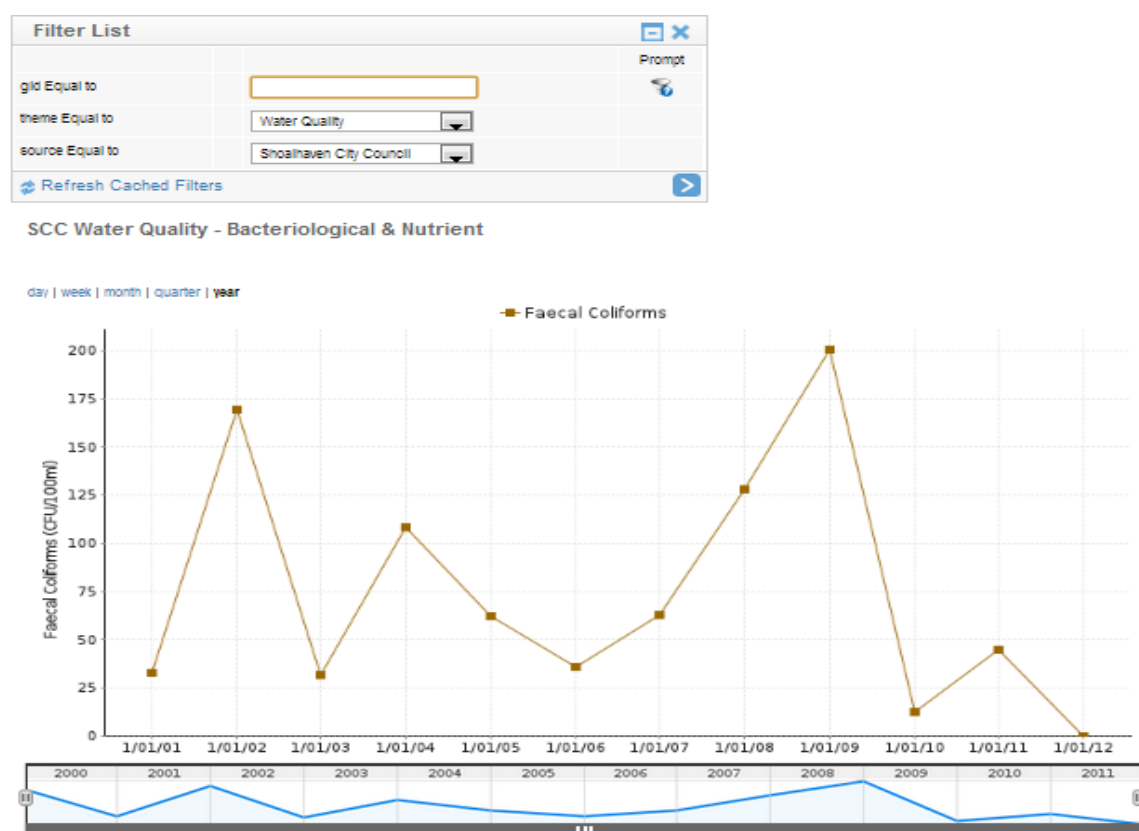 Filter List
Prompt
gid Equal to
theme Equal to Water Quality
source Equal to Shoalhaven City Council
Refresh Cached Filters
SCC Water Quality - Bacteriological & Nutrient
day | week | month | quarter | year
Faecal Coliforms
Faecal Coliforms (CFU/100ml)
200
175
150
125
100
75
50
25
0
1/01/01 1/01/02 1/01/03 1/01/04 1/01/05 1/01/06 1/01/07 1/01/08 1/01/09 1/01/10 1/01/11 1/01/12
2000 2001 2002 2003 2004 2005 2006 2007 2008 2009 2010 2011